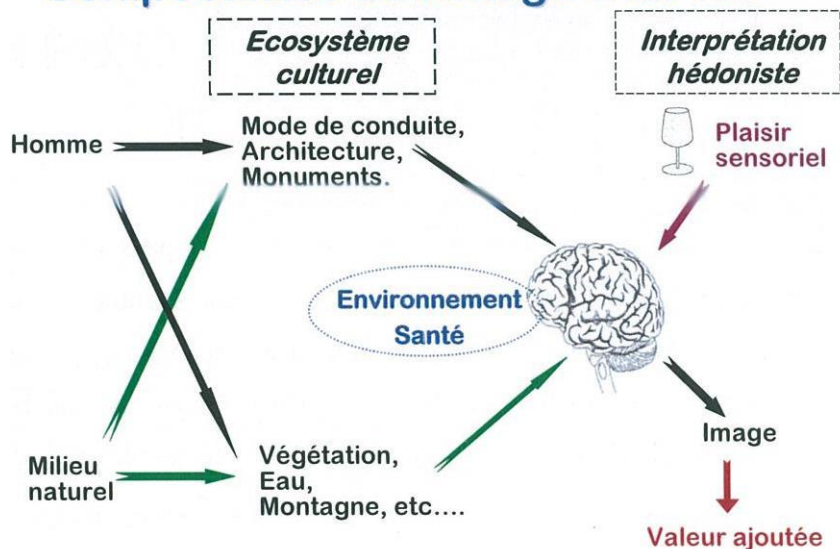 Ecosystème
culturel
Interprétation
hédoniste
Homme
Mode de conduite,
Architecture,
Monuments.
Plaisir
sensoriel
Environnement
Santé
Milieu
naturel
Végétation,
Eau,
Montagne, etc....
Image
Valeur ajoutée